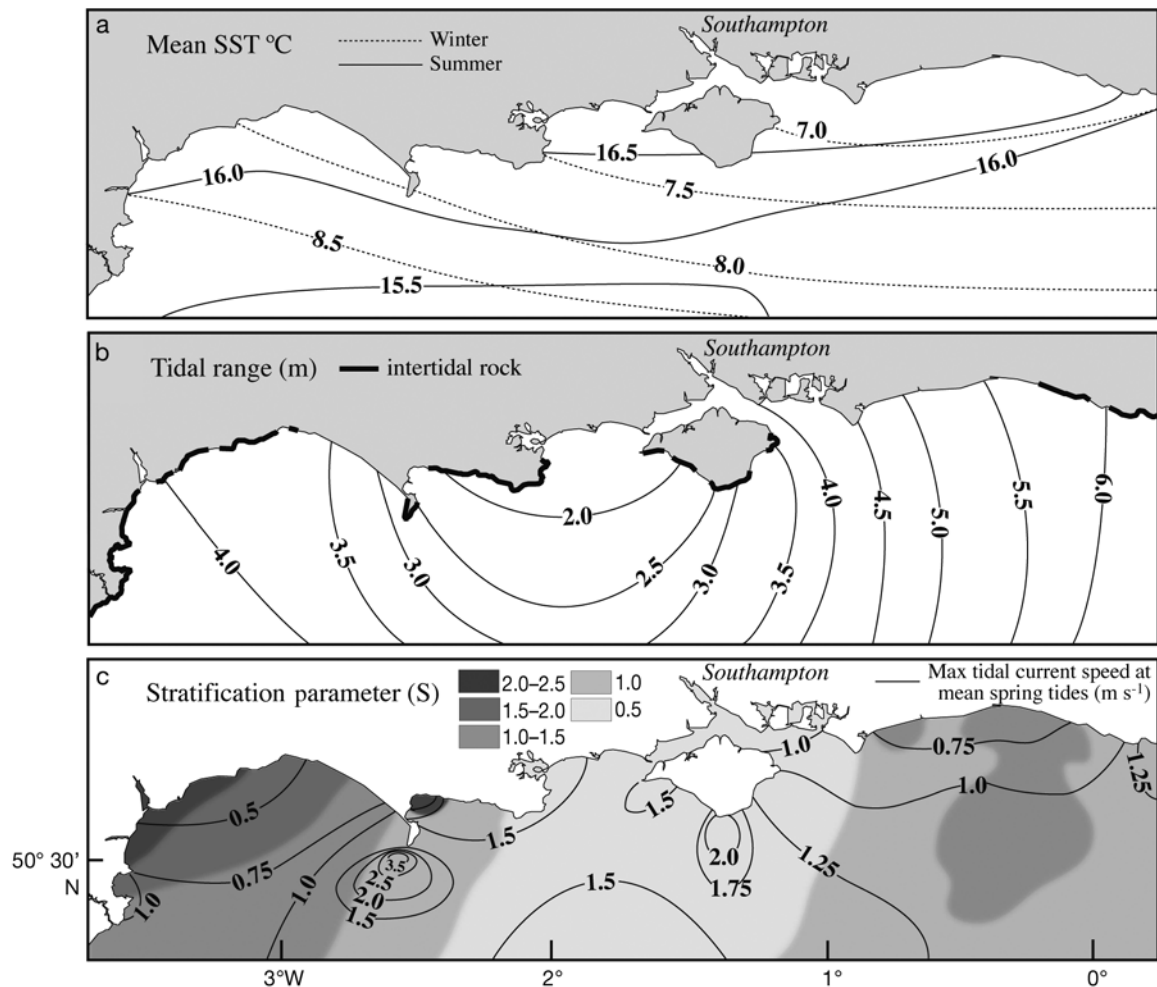 a
Southampton
Mean SST ºC
Winter
Summer
7.0
16.5
16.0
16.0
7.5
8.5
8.0
15.5
b
Southampton
Tidal range (m)
intertidal rock
4.0
3.5
3.0
2.0
2.5
3.0
3.5
4.0
4.5
5.0
5.5
6.0
c
Stratification parameter (S)
2.0–2.5
1.0
1.5–2.0
0.5
1.0–1.5
Southampton
Max tidal current speed at
mean spring tides (m s-1)
1.0
0.75
1.25
0.5
1.5
1.5
1.0
0.75
1.0
1.0
3.5
2.5
2.0
1.5
2.0
1.75
1.25
1.5
50° 30'
N
3°W
2°
1°
0°